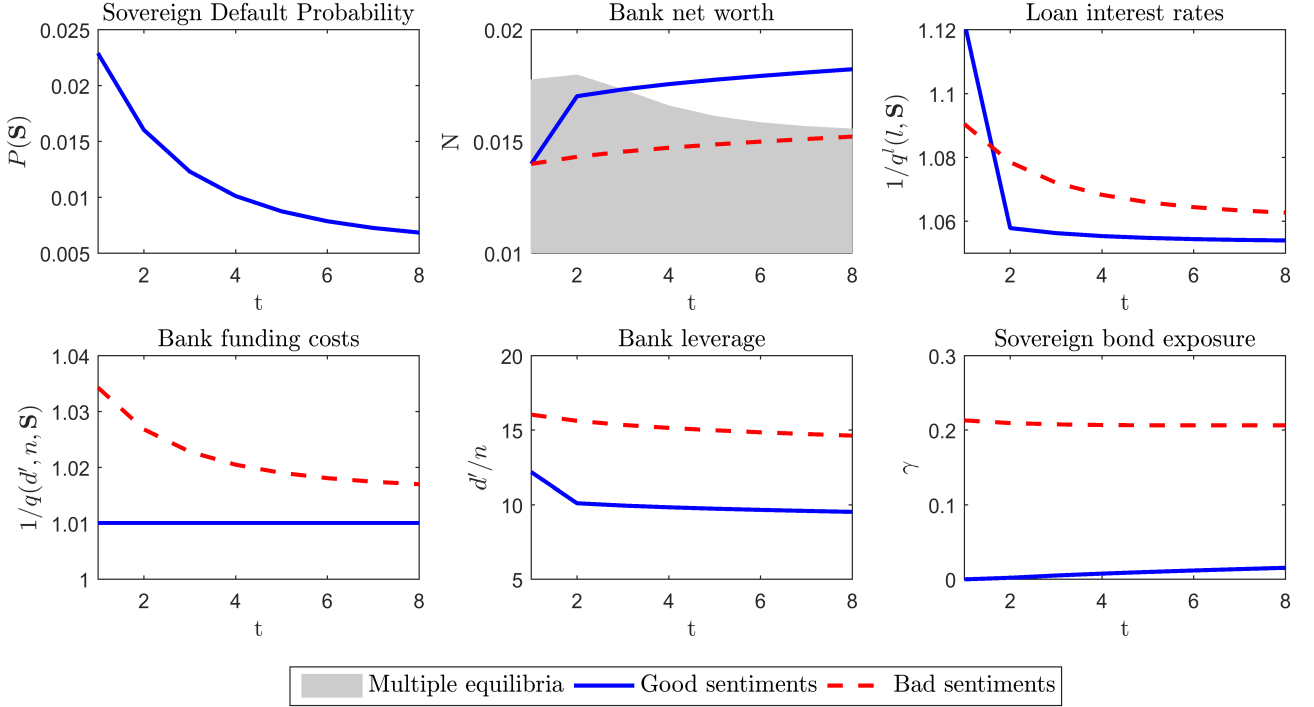 Sovereign Default Probability
0.025
0.02
0.015
0.01
0.005
P(S)
2 4 6 8
t
Bank net worth
0.02
0.015
0.01
N
2 4 6 8
t
Loan interest rates
1.12
1.1
1.08
1.06
1/q^l(l, S)
2 4 6 8
t
Bank funding costs
1.04
1.03
1.02
1.01
1
1/q(d′, n, S)
2 4 6 8
t
Bank leverage
20
15
10
5
d′/n
2 4 6 8
t
Sovereign bond exposure
0.3
0.2
0.1
0
γ
2 4 6 8
t
Multiple equilibria Good sentiments Bad sentiments